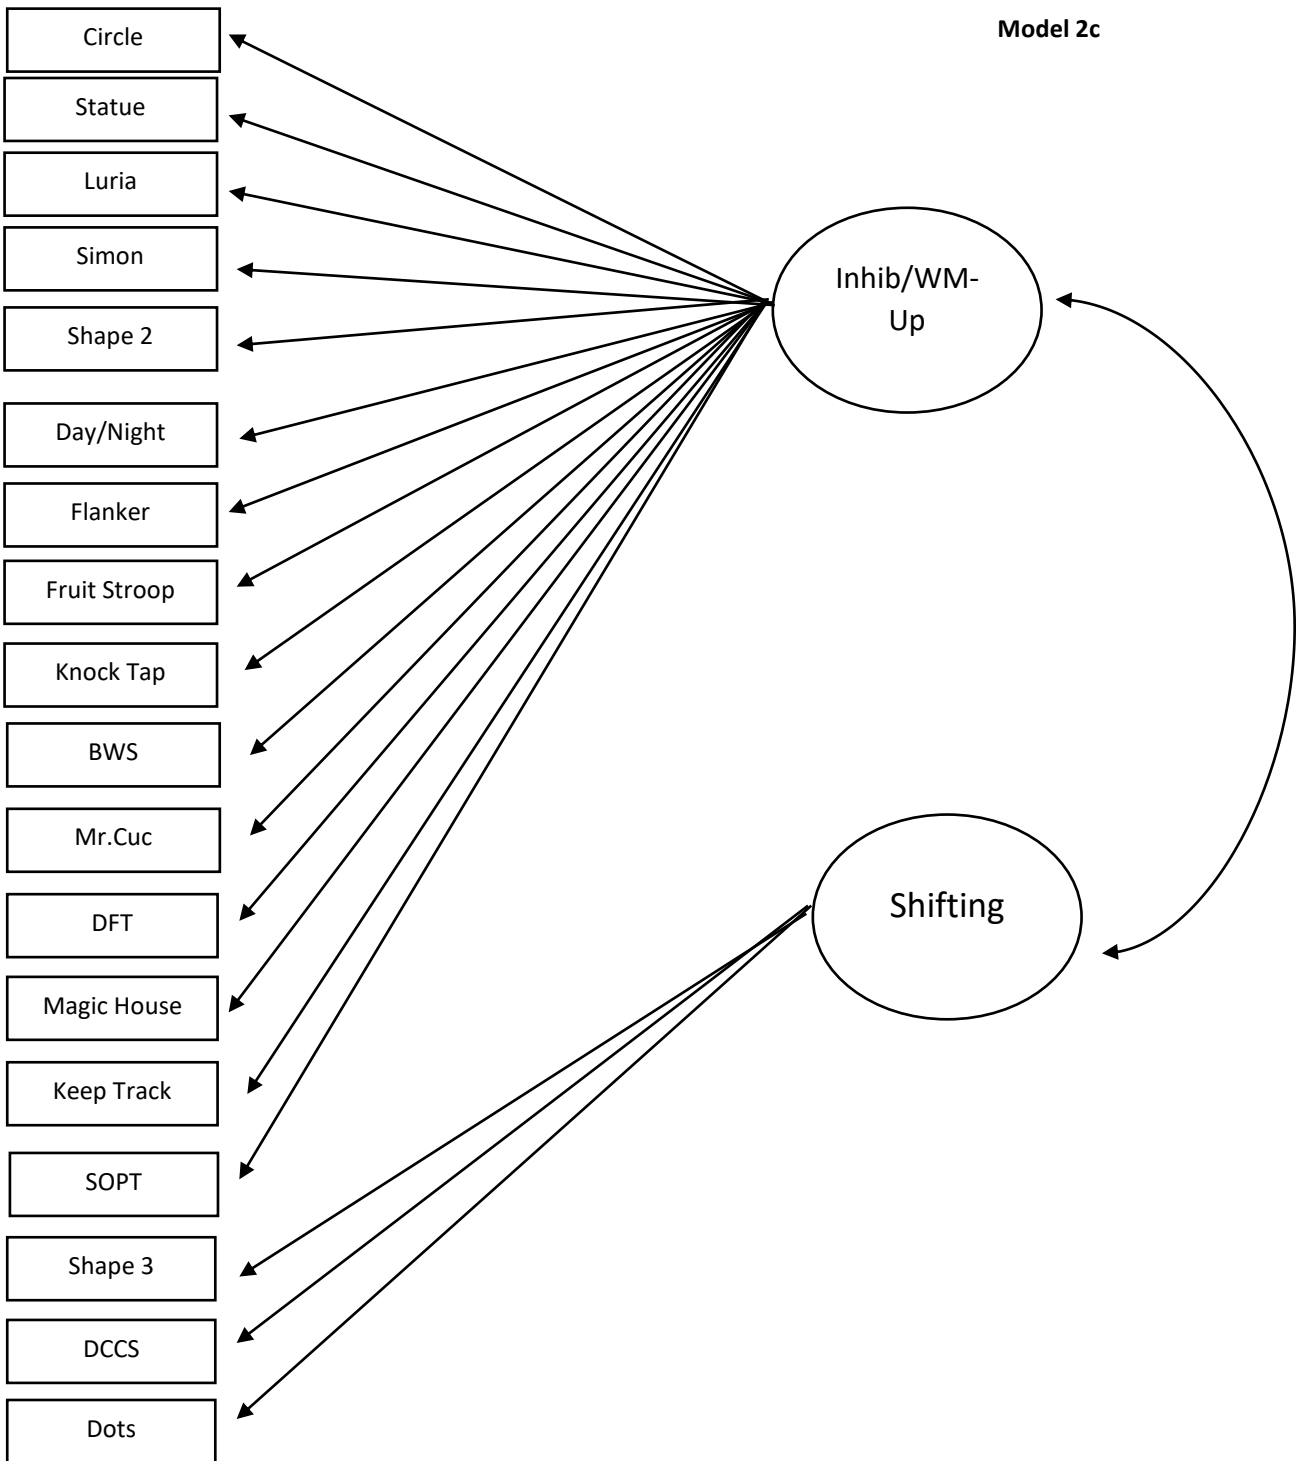 Model 2c
Circle
Statue
Luria
Simon
Shape 2
Day/Night
Flanker
Fruit Stroop
Knock Tap
BWS
Mr.Cuc
DFT
Magic House
Keep Track
SOPT
Shape 3
DCCS
Dots
Inhib/WM-
Up
Shifting